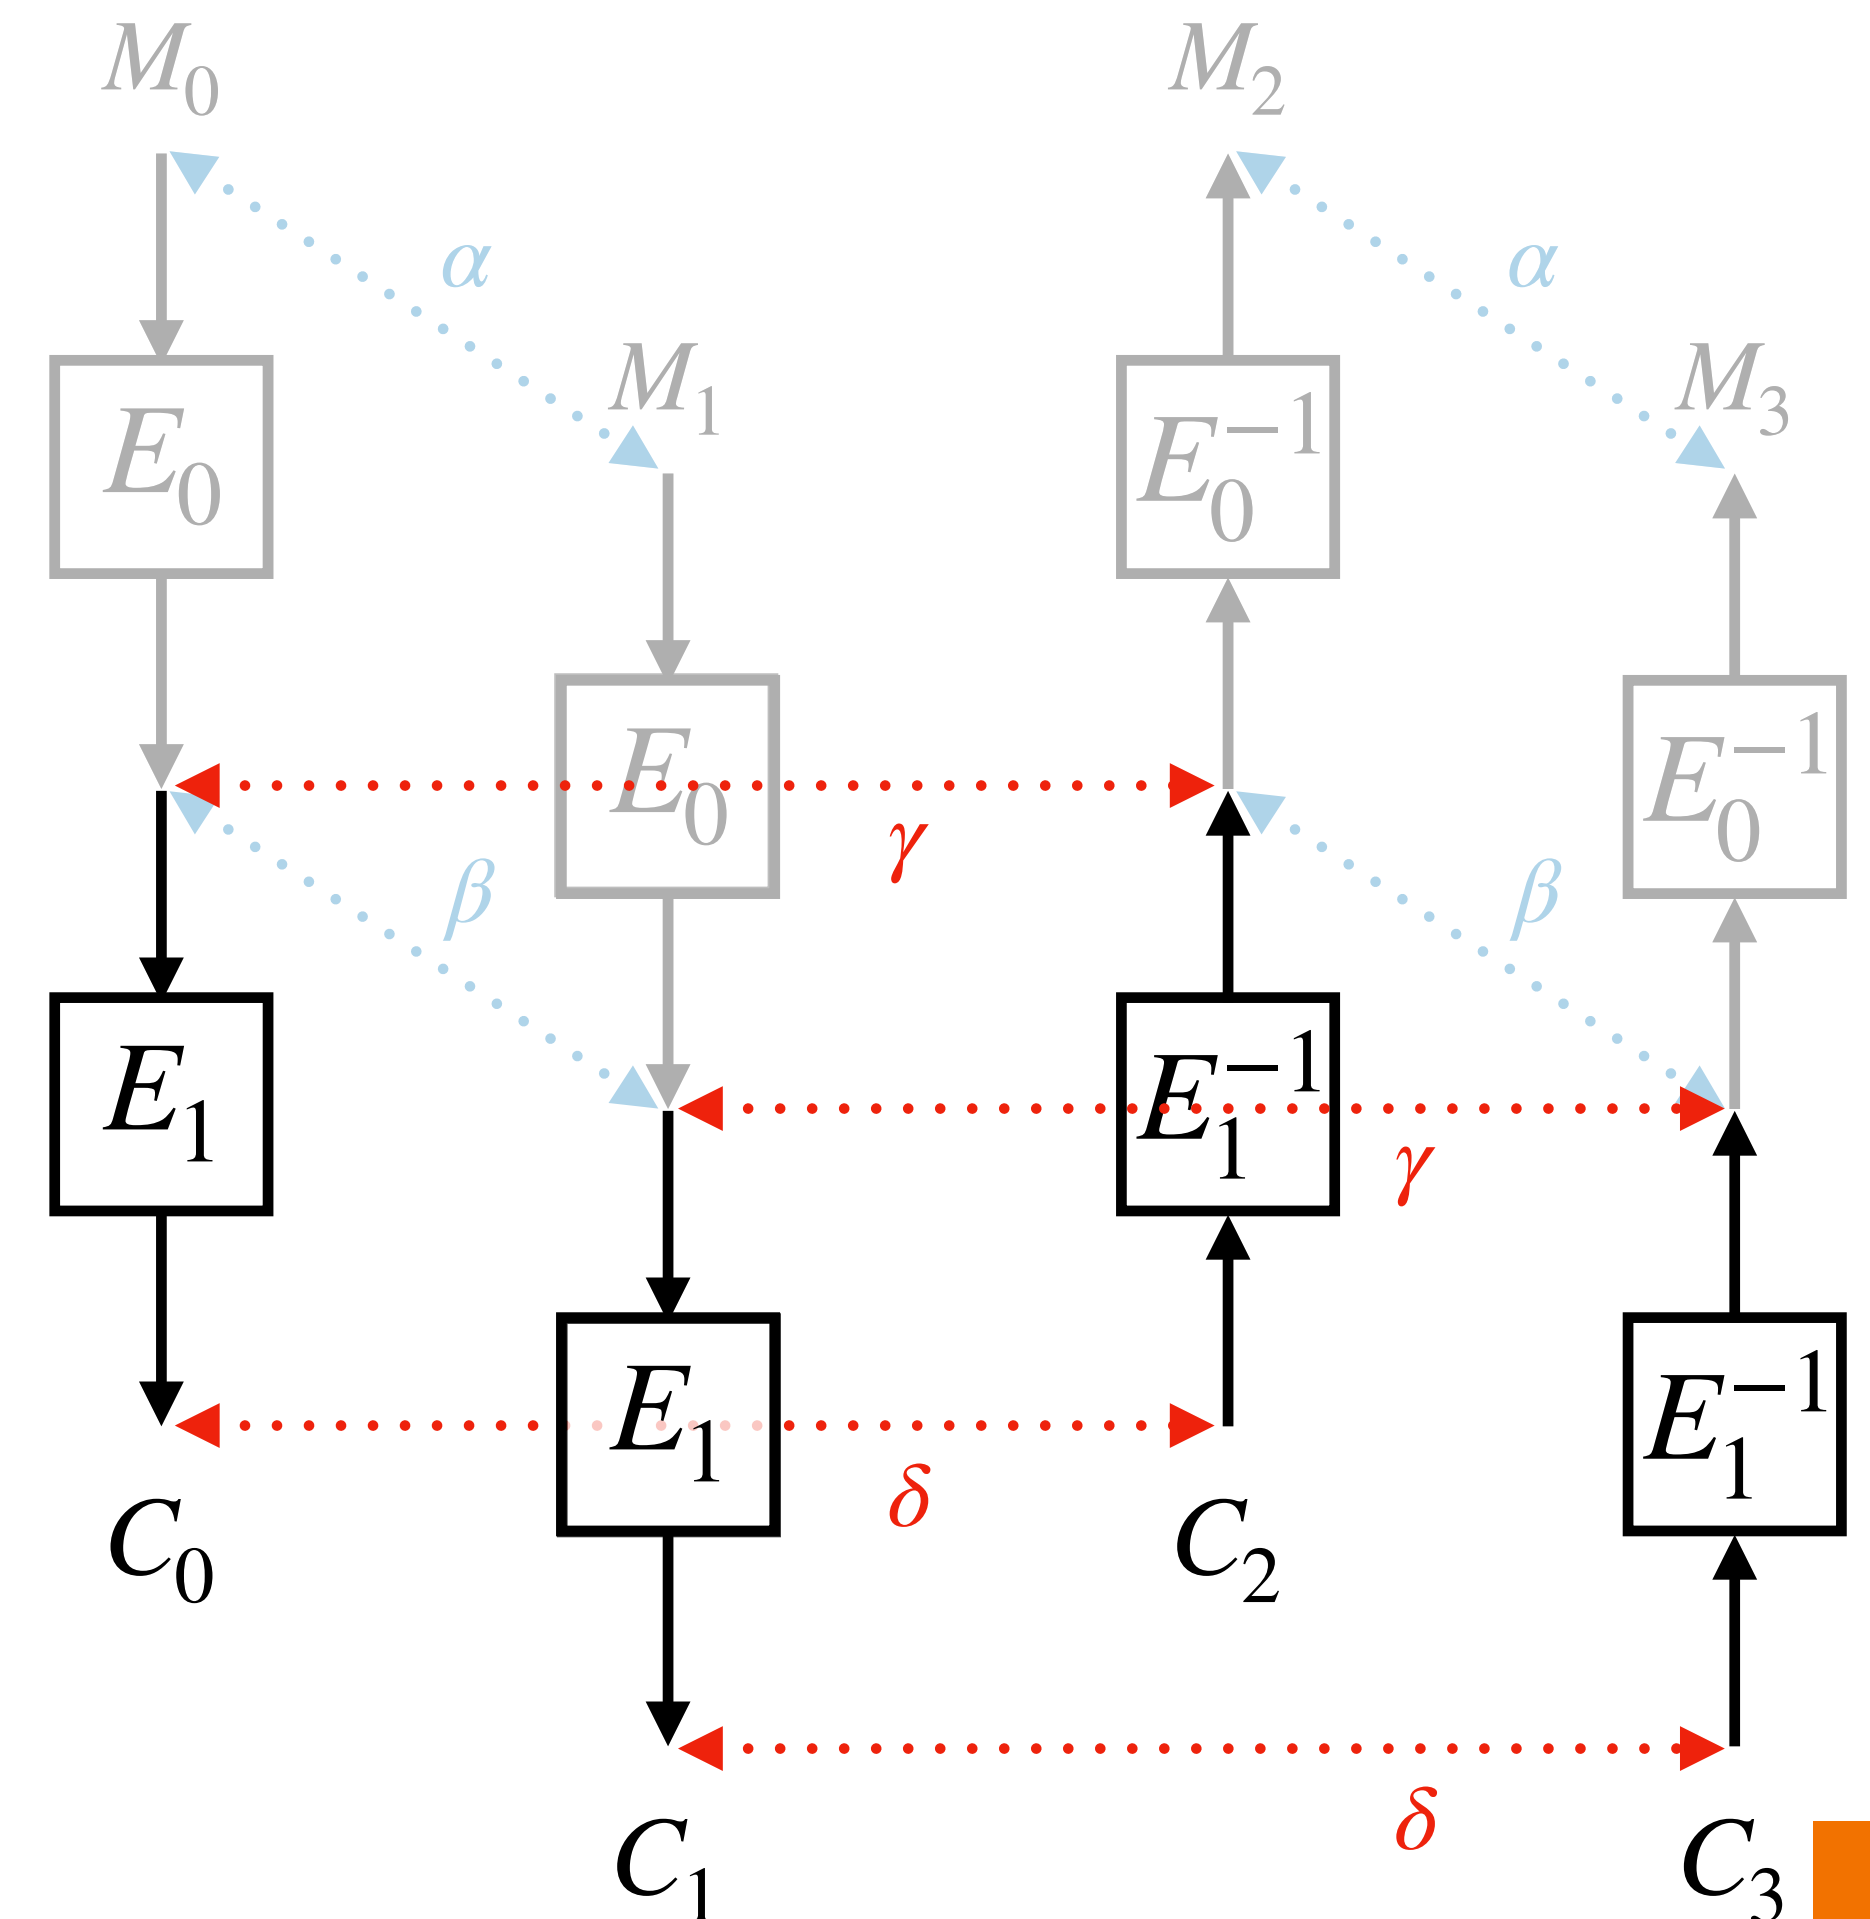 M₀ M₂
α α
M₁ M₃
E₀ E₀⁻¹
E₀ E₀⁻¹
γ
β β
E₁ E₁⁻¹
γ
E₁ E₁⁻¹
δ
C₀ C₂
δ
C₁ C₃